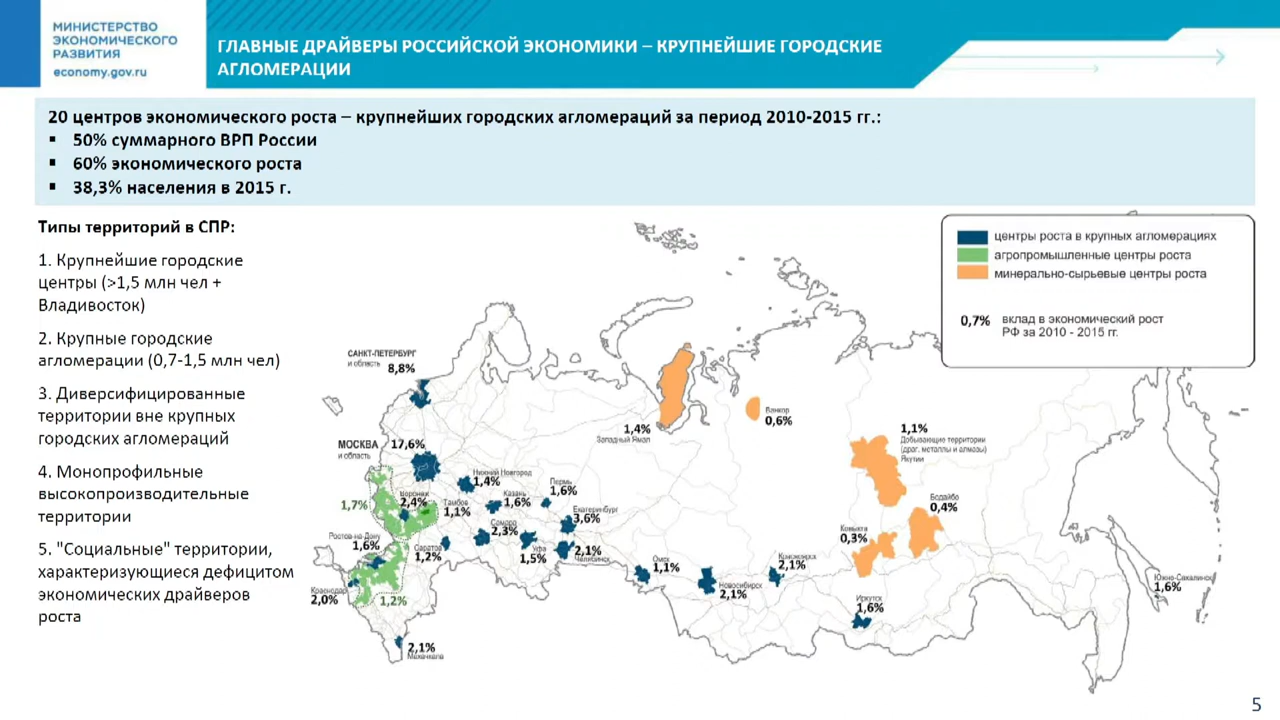 МИНИСТЕРСТВО
ЭКОНОМИЧЕСКОГО
РАЗВИТИЯ
economy.gov.ru
ГЛАВНЫЕ ДРАЙВЕРЫ РОССИЙСКОЙ ЭКОНОМИКИ – КРУПНЕЙШИЕ ГОРОДСКИЕ
АГЛОМЕРАЦИИ
20 центров экономического роста – крупнейших городских агломераций за период 2010-2015 гг.:
▪ 50% суммарного ВРП России
▪ 60% экономического роста
▪ 38,3% населения в 2015 г.
Типы территорий в СПР:
1. Крупнейшие городские
центры (>1,5 млн чел +
Владивосток)
2. Крупные городские
агломерации (0,7-1,5 млн чел)
3. Диверсифицированные
территории вне крупных
городских агломераций
4. Монопрофильные
высокопроизводительные
территории
5. "Социальные" территории,
характеризующиеся дефицитом
экономических драйверов
роста
центры роста в крупных агломерациях
агропромышленные центры роста
минерально-сырьевые центры роста
0,7% вклад в экономический рост
РФ за 2010 - 2015 гг.
САНКТ-ПЕТЕРБУРГ
и область
8,8%
МОСКВА
и область
17,6%
1,4%
Западный Ямал
Ванкор
0,6%
1,1%
Добывающие территории
(драг. металлы и алмазы)
Якутии
Бодайбо
0,4%
Ковыкта
0,3%
Нижний Новгород
1,4%
Казань
1,6%
Пермь
1,6%
Екатеринбург
3,6%
1,7%
Воронеж
2,4%
Тамбов
1,1%
Самара
2,3%
Уфа
1,5%
2,1%
Челябинск
Ростов-на-Дону
1,6%
Саратов
1,2%
Краснодар
2,0%
1,2%
2,1%
Махачкала
Омск
1,1%
Новосибирск
2,1%
Красноярск
2,1%
Иркутск
1,6%
Южно-Сахалинск
1,6%
5